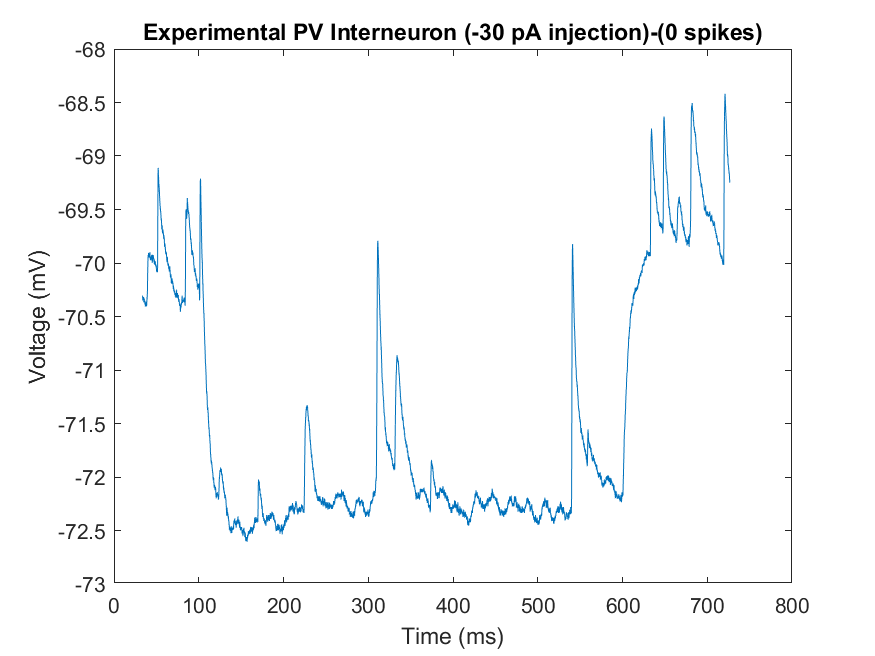 Experimental PV Interneuron (-30 pA injection)-(0 spikes)
-68
-68.5
-69
-69.5
-70
-70.5
-71
-71.5
-72
-72.5
-73
Voltage (mV)
0 100 200 300 400 500 600 700 800
Time (ms)